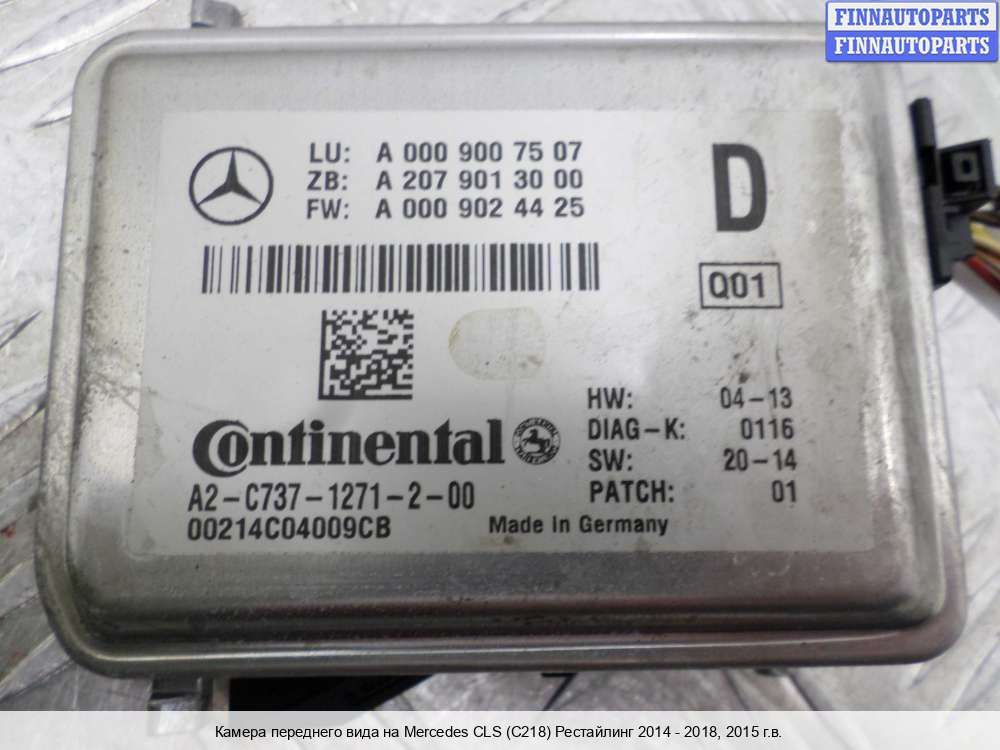 FINNAUTOPARTS
FINNAUTOPARTS
LU: A 000 900 75 07
ZB: A 207 901 30 00
FW: A 000 902 44 25
D
Q01
HW: 04-13
DIAG-K: 0116
SW: 20-14
PATCH: 01
Continental
A2-C737-1271-2-00
00214C04009CB
Made in Germany
Камера переднего вида на Mercedes CLS (C218) Рестайлинг 2014 - 2018, 2015 г.в.